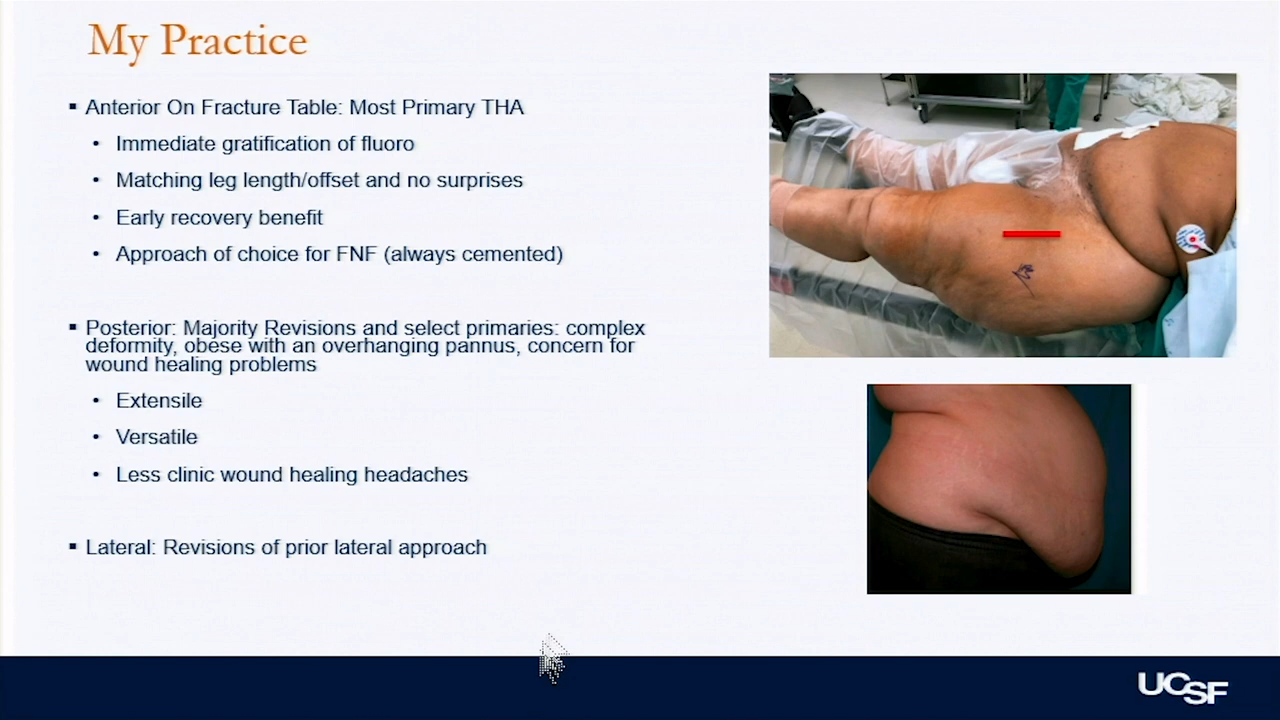 My Practice
▪ Anterior On Fracture Table: Most Primary THA
• Immediate gratification of fluoro
• Matching leg length/offset and no surprises
• Early recovery benefit
• Approach of choice for FNF (always cemented)
▪ Posterior: Majority Revisions and select primaries: complex
deformity, obese with an overhanging pannus, concern for
wound healing problems
• Extensile
• Versatile
• Less clinic wound healing headaches
▪ Lateral: Revisions of prior lateral approach
UCSF